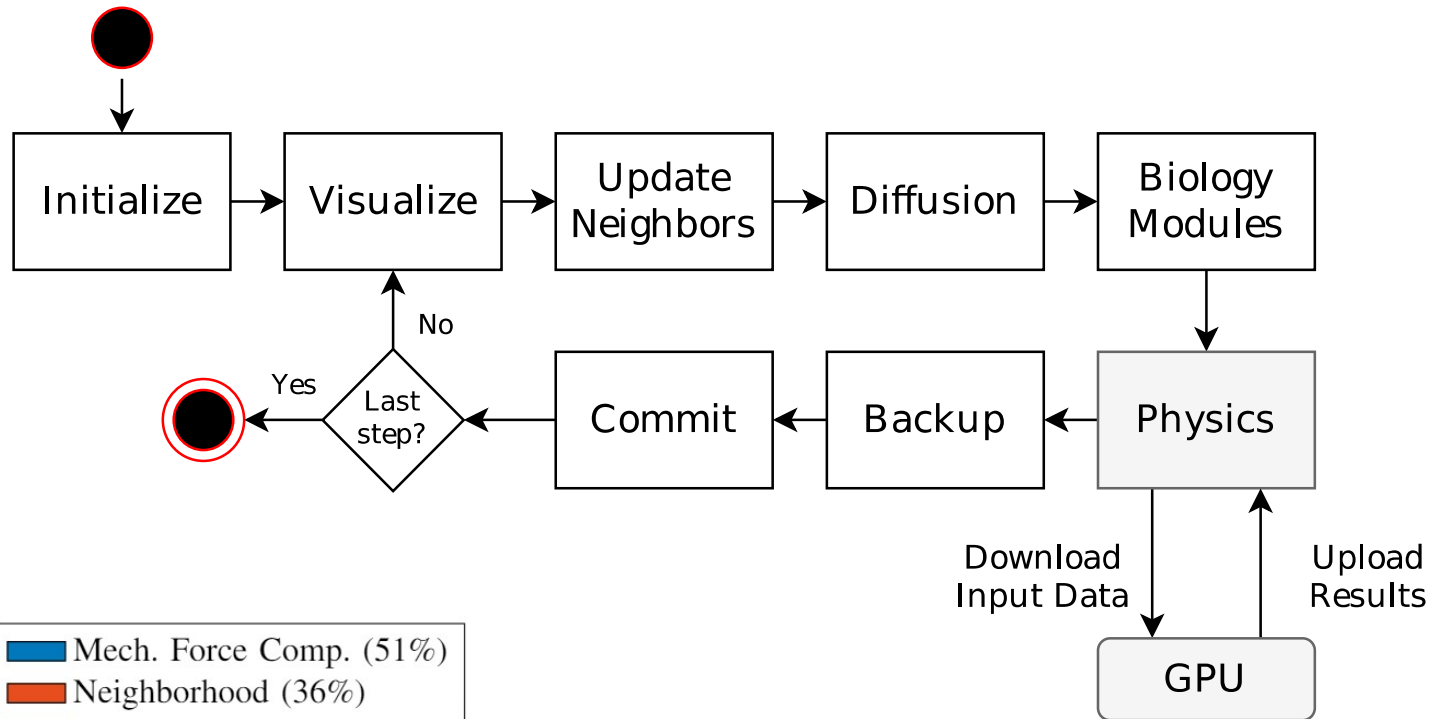 Initialize
Visualize
Update
Neighbors
Diffusion
Biology
Modules
No
Yes
Last
step?
Commit
Backup
Physics
Download
Input Data
Upload
Results
GPU
Mech. Force Comp. (51%)
Neighborhood (36%)